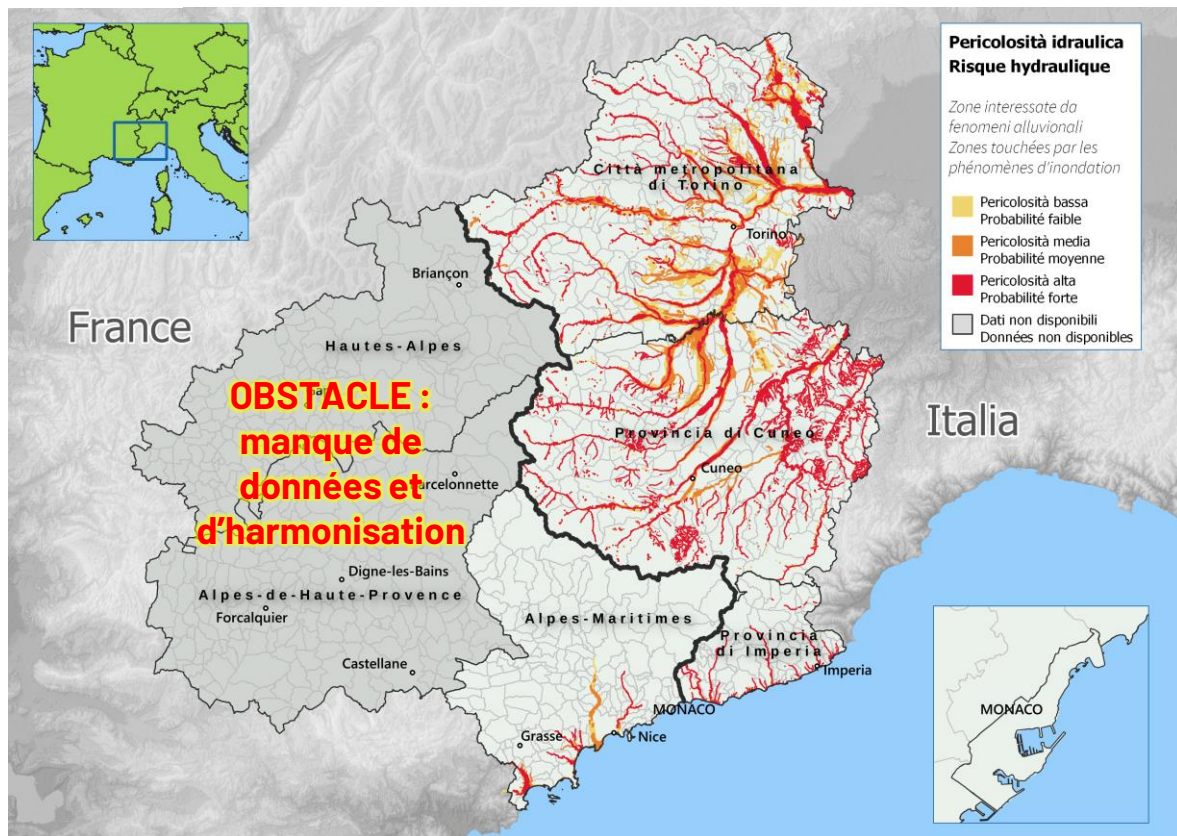 Pericolosità idraulica
Risque hydraulique
Zone interessate da
fenomeni alluvionali
Zones touchées par les
phénomènes d'inondation
Pericolosità bassa
Probabilité faible
Pericolosità media
Probabilité moyenne
Pericolosità alta
Probabilité forte
Dati non disponibili
Données non disponibles
Città metropolitana
di Torino
Torino
Briançon
France
Hautes-Alpes
OBSTACLE :
manque de
données et
d'harmonisation
Italia
Provincia di Cuneo
Cuneo
arcelonnette
Digne-les-Bains
Alpes-de-Haute-Provence
Forcalquier
Alpes-Maritimes
Provincia
di Imperia
Castellane
Imperia
MONACO
Grasse
Nice
MONACO